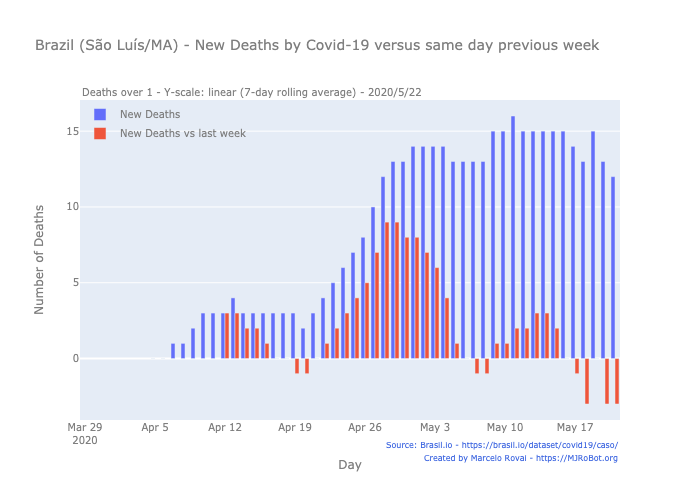 Brazil (São Luís/MA) - New Deaths by Covid-19 versus same day previous week
Deaths over 1 - Y-scale: linear (7-day rolling average) - 2020/5/22
New Deaths
New Deaths vs last week
15
10
5
0
Number of Deaths
Mar 29
2020
Apr 5
Apr 12
Apr 19
Apr 26
May 3
May 10
May 17
Day
Source: Brasil.io - https://brasil.io/dataset/covid19/caso/
Created by Marcelo Rovai - https://MJRoBot.org